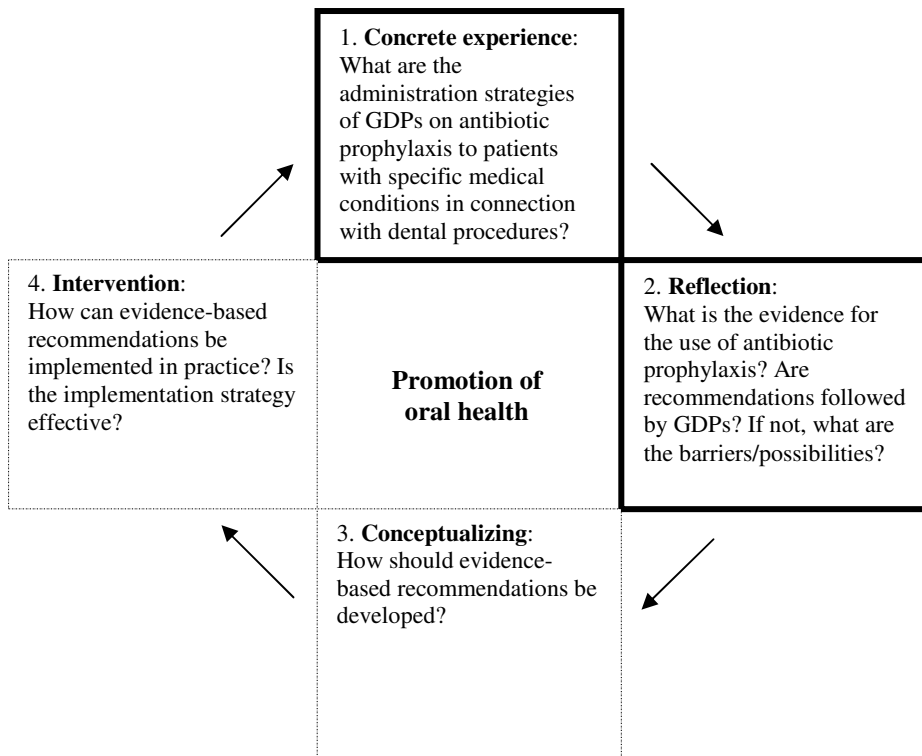 1. Concrete experience:
What are the
administration strategies
of GDPs on antibiotic
prophylaxis to patients
with specific medical
conditions in connection
with dental procedures?
2. Reflection:
What is the evidence for
the use of antibiotic
prophylaxis? Are
recommendations followed
by GDPs? If not, what are
the barriers/possibilities?
3. Conceptualizing:
How should evidence-
based recommendations be
developed?
4. Intervention:
How can evidence-based
recommendations be
implemented in practice? Is
the implementation strategy
effective?
Promotion of
oral health